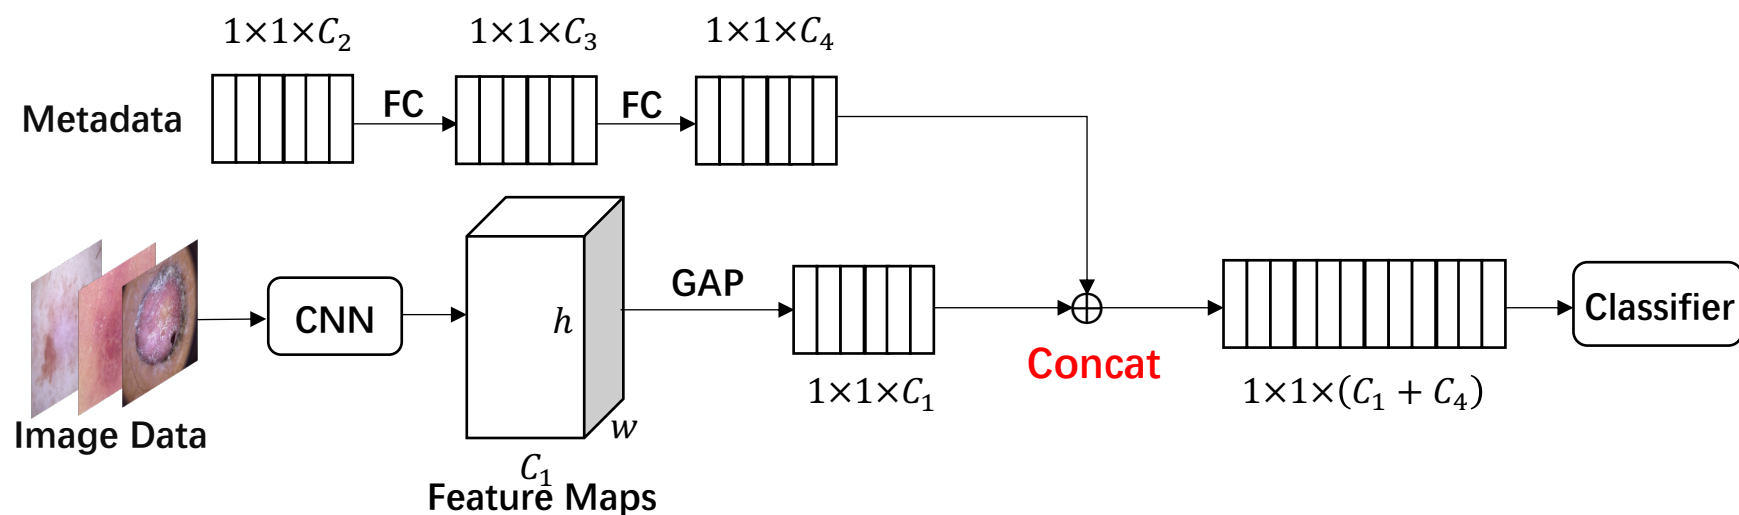 1×1×C₂
1×1×C₃
1×1×C₄
Metadata
FC
FC
GAP
CNN
h
Classifier
Concat
1×1×C₁
1×1×(C₁ + C₄)
w
Image Data
C₁
Feature Maps